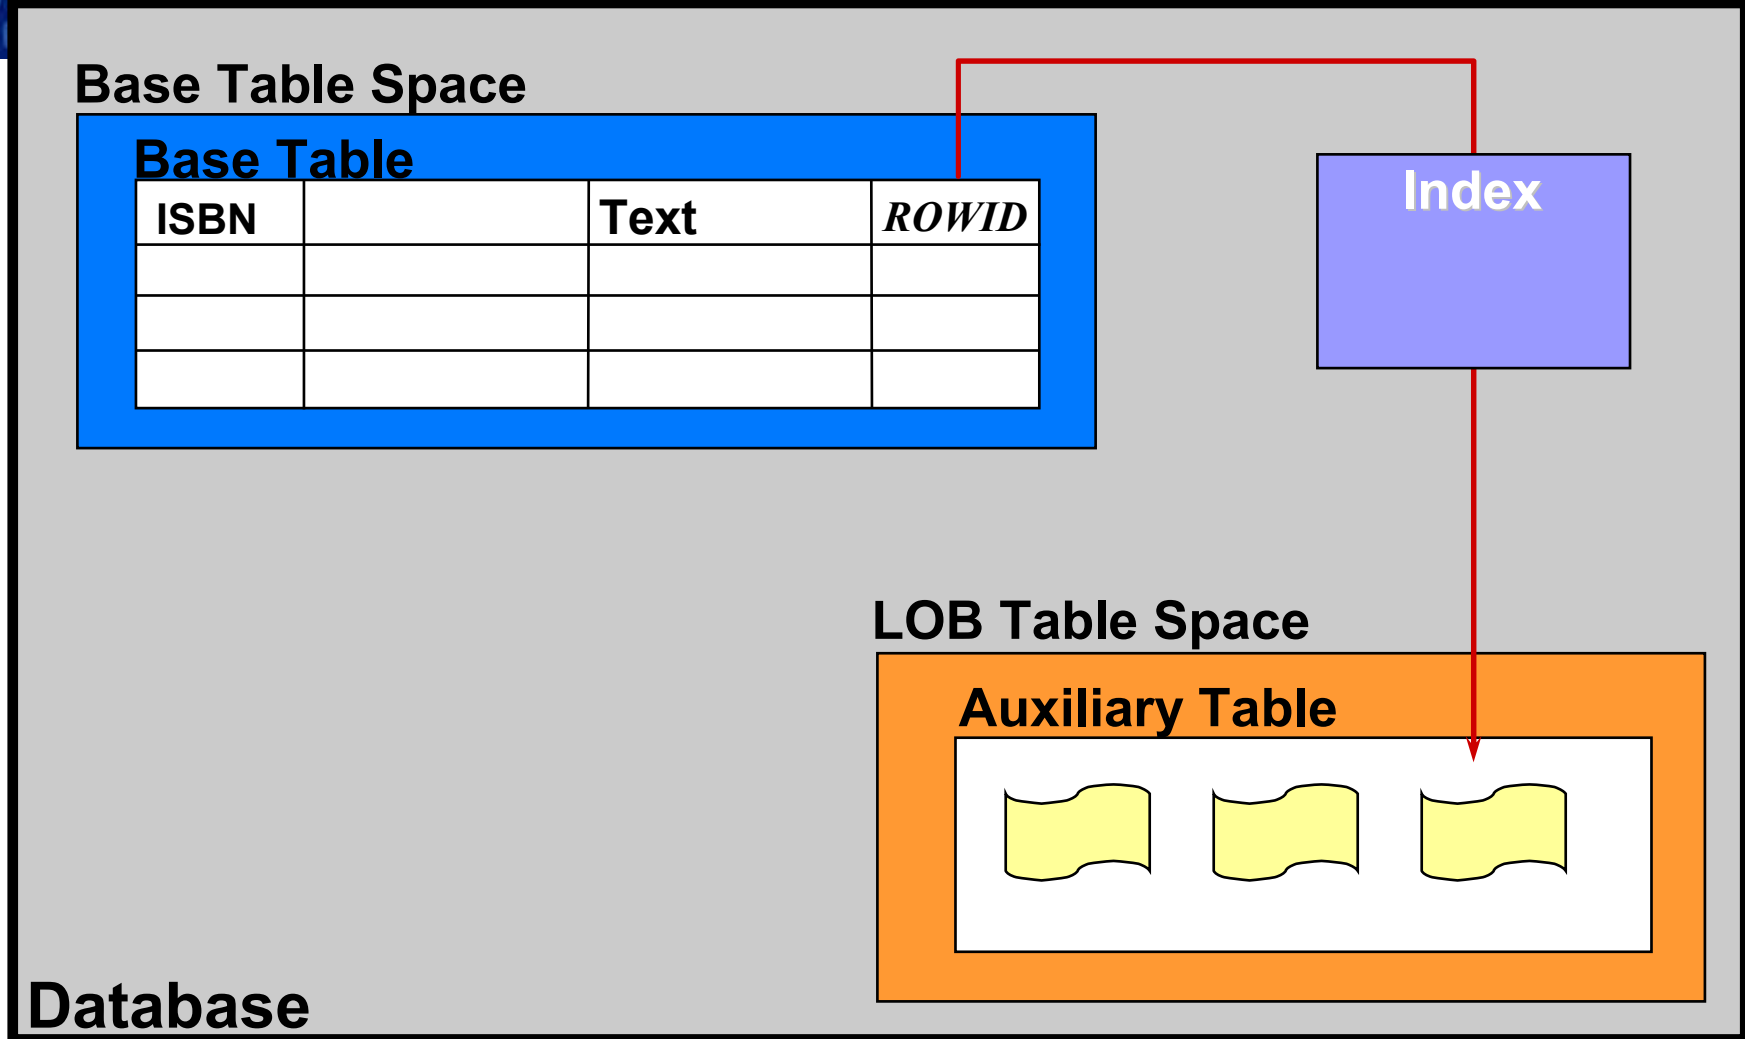 Base Table Space
Base Table
Index
ISBN Text ROWID
LOB Table Space
Auxiliary Table
Database